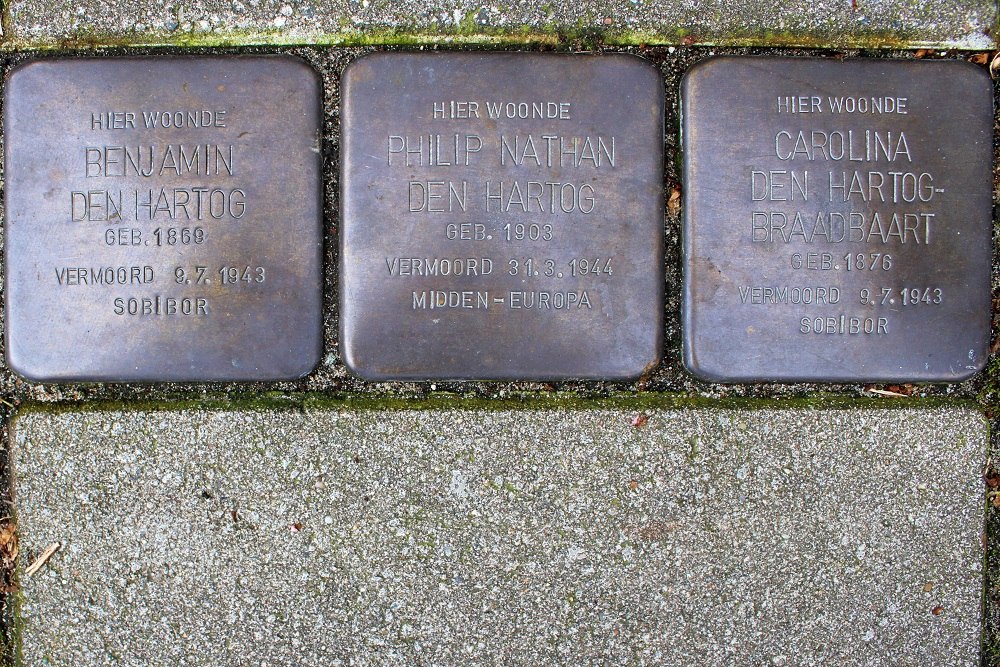 HIER WOONDE
BENJAMIN
DEN HARTOG
GEB. 1869
VERMOORD 9.7.1943
SOBIBOR
HIER WOONDE
PHILIP NATHAN
DEN HARTOG
GEB. 1903
VERMOORD 31.3.1944
MIDDEN-EUROPA
HIER WOONDE
CAROLINA
DEN HARTOG-
BRAADBAART
GEB. 1876
VERMOORD 9.7.1943
SOBIBOR